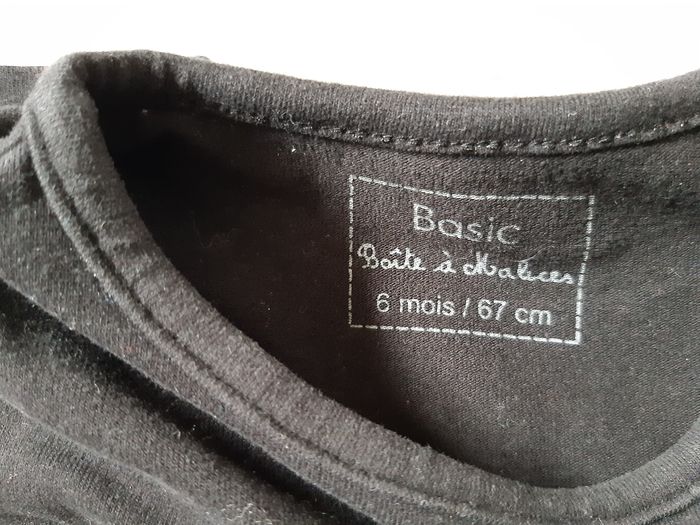 Basic
Boîte à Malices
6 mois / 67 cm